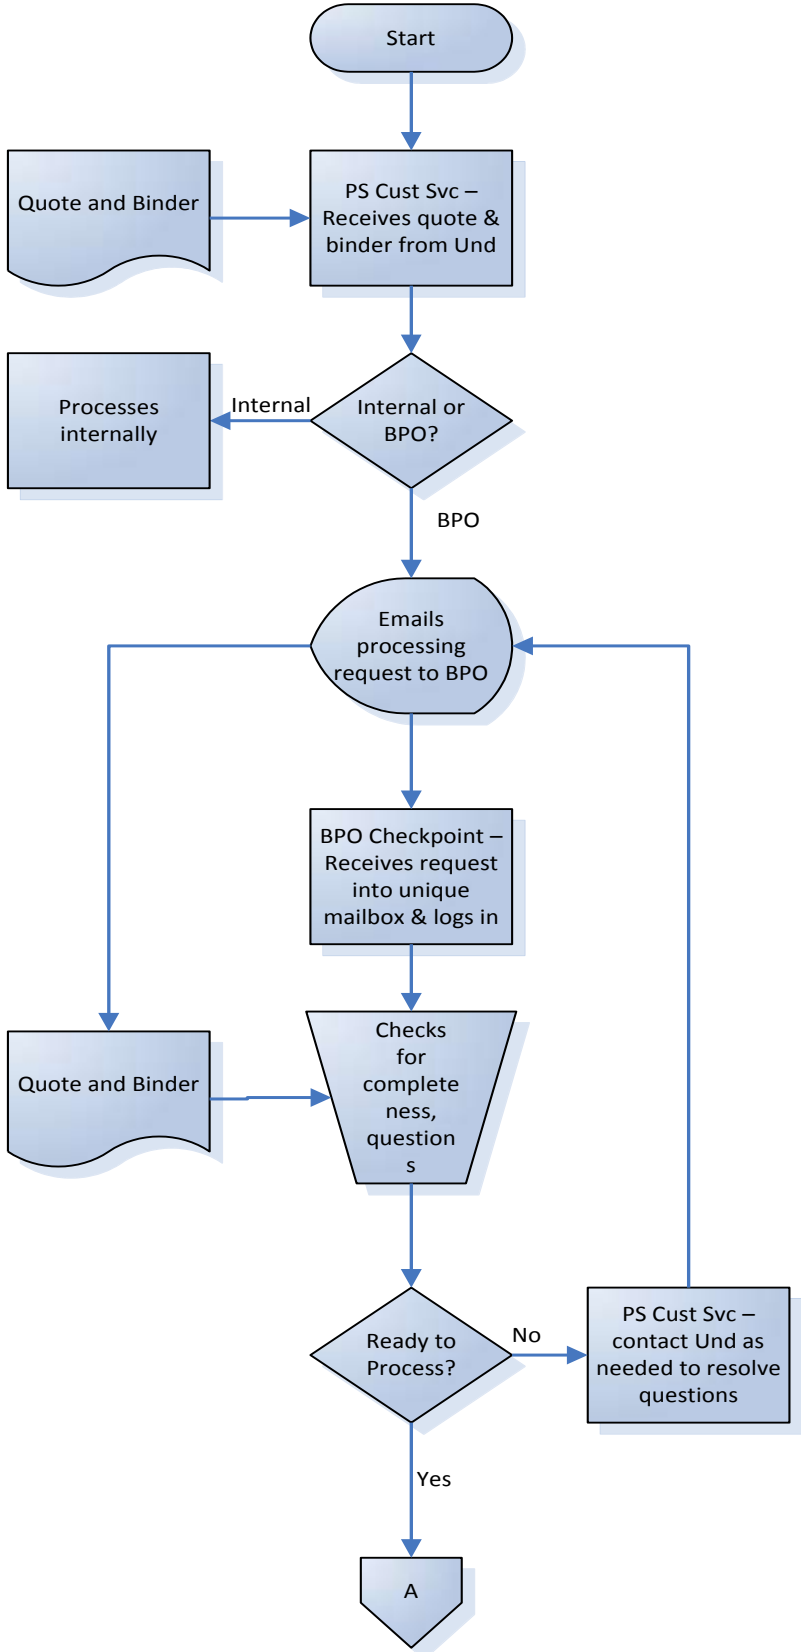 Start
Quote and Binder
PS Cust Svc –
Receives quote &
binder from Und
Processes
internally
Internal
Internal or
BPO?
BPO
Emails
processing
request to BPO
BPO Checkpoint –
Receives request
into unique
mailbox & logs in
Quote and Binder
Checks
for
complete
ness,
question
s
Ready to
Process?
No
PS Cust Svc –
contact Und as
needed to resolve
questions
Yes
A